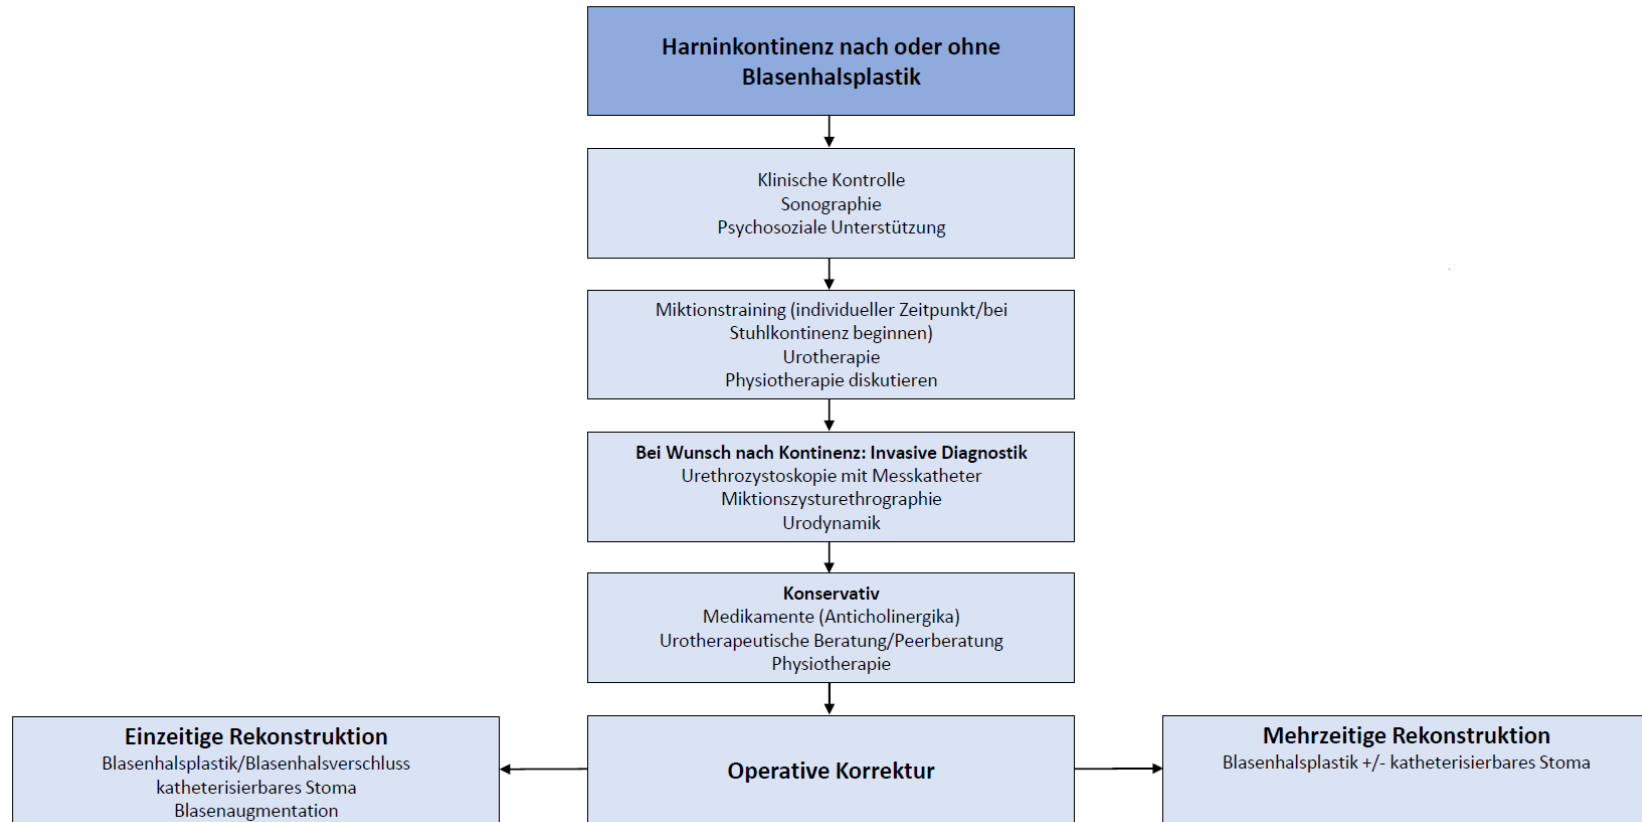 Harninkontinenz nach oder ohne
Blasenhalsplastik
Klinische Kontrolle
Sonographie
Psychosoziale Unterstützung
Miktionstraining (individueller Zeitpunkt/bei
Stuhlkontinenz beginnen)
Urotherapie
Physiotherapie diskutieren
Bei Wunsch nach Kontinenz: Invasive Diagnostik
Urethrozystoskopie mit Messkatheter
Miktionszysturethrographie
Urodynamik
Konservativ
Medikamente (Anticholinergika)
Urotherapeutische Beratung/Peerberatung
Physiotherapie
Einzeitige Rekonstruktion
Blasenhalsplastik/Blasenhalsverschluss
katheterisierbares Stoma
Blasenaugmentation
Operative Korrektur
Mehrzeitige Rekonstruktion
Blasenhalsplastik +/- katheterisierbares Stoma